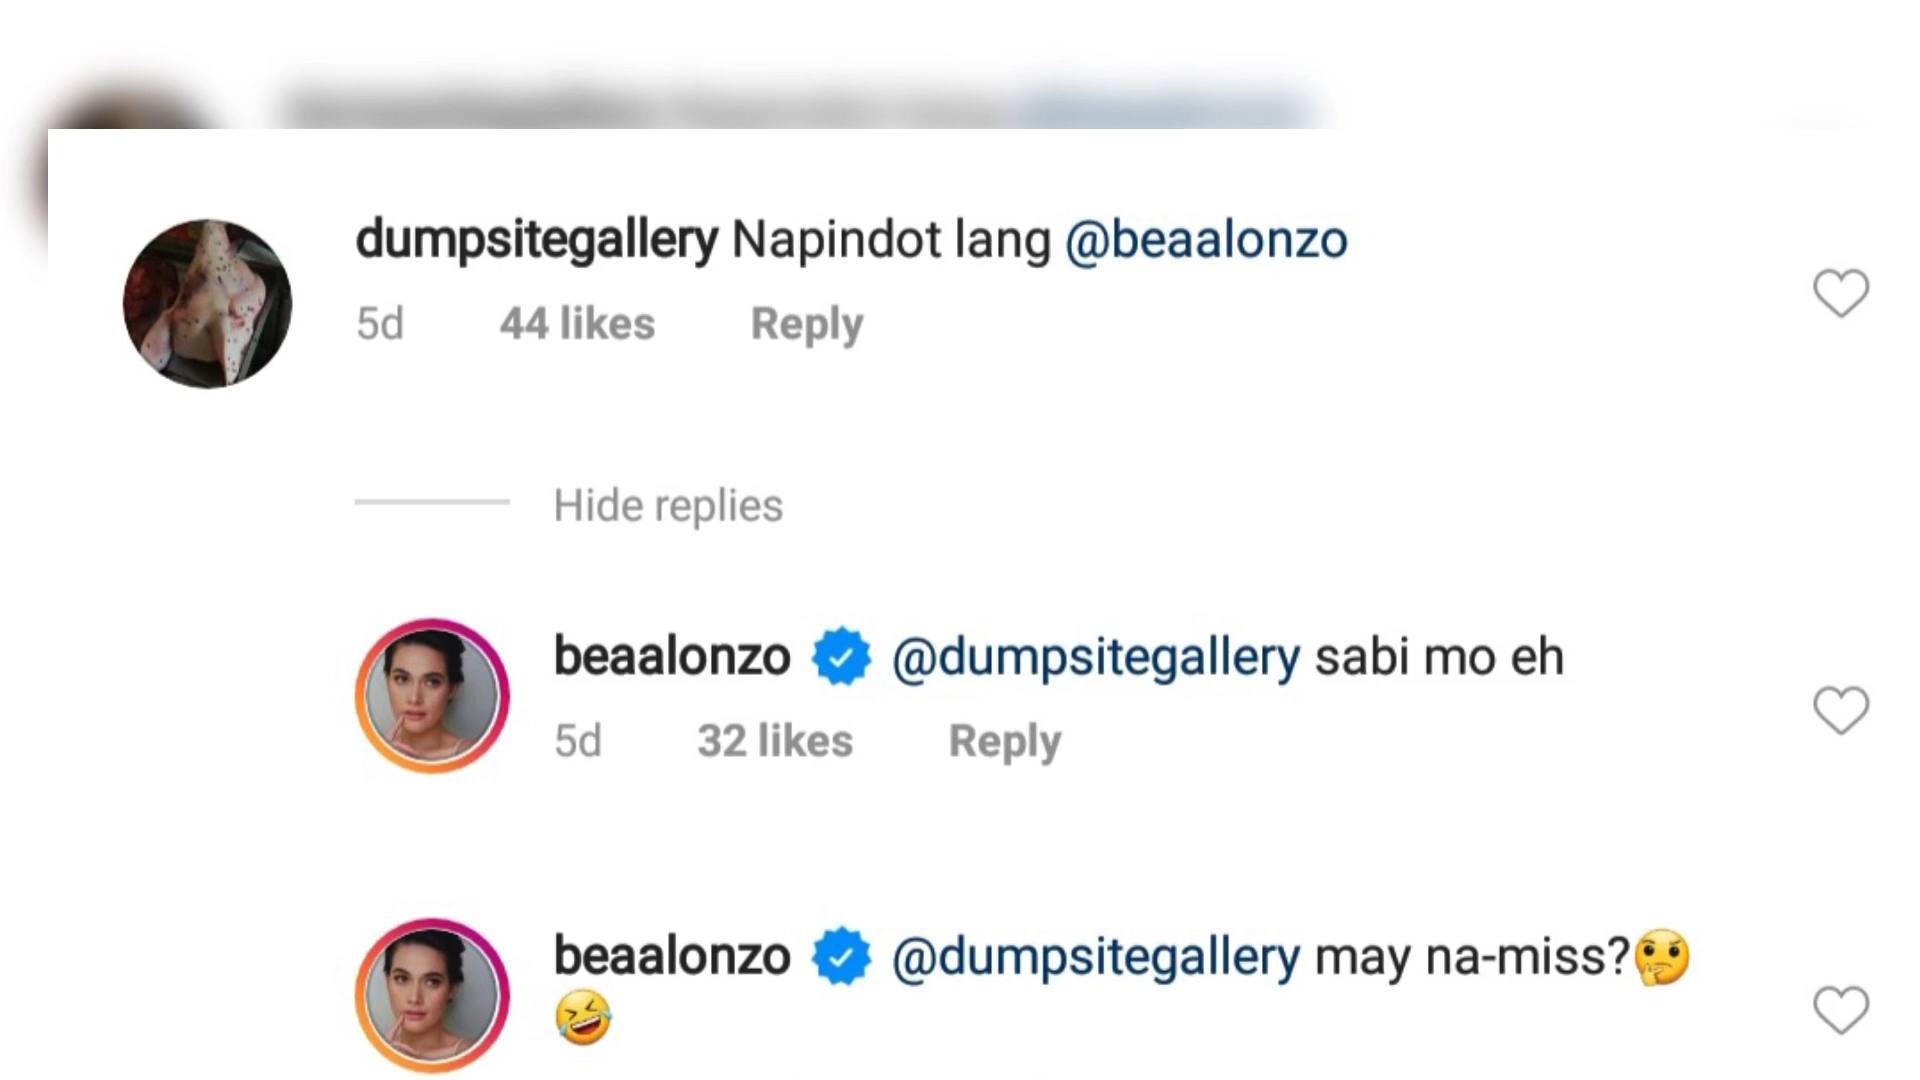 dumpsitegallery Napindot lang @beaalonzo
5d 44 likes Reply
Hide replies
beaalonzo @dumpsitegallery sabi mo eh
5d 32 likes Reply
beaalonzo @dumpsitegallery may na-miss?🤔
🤣